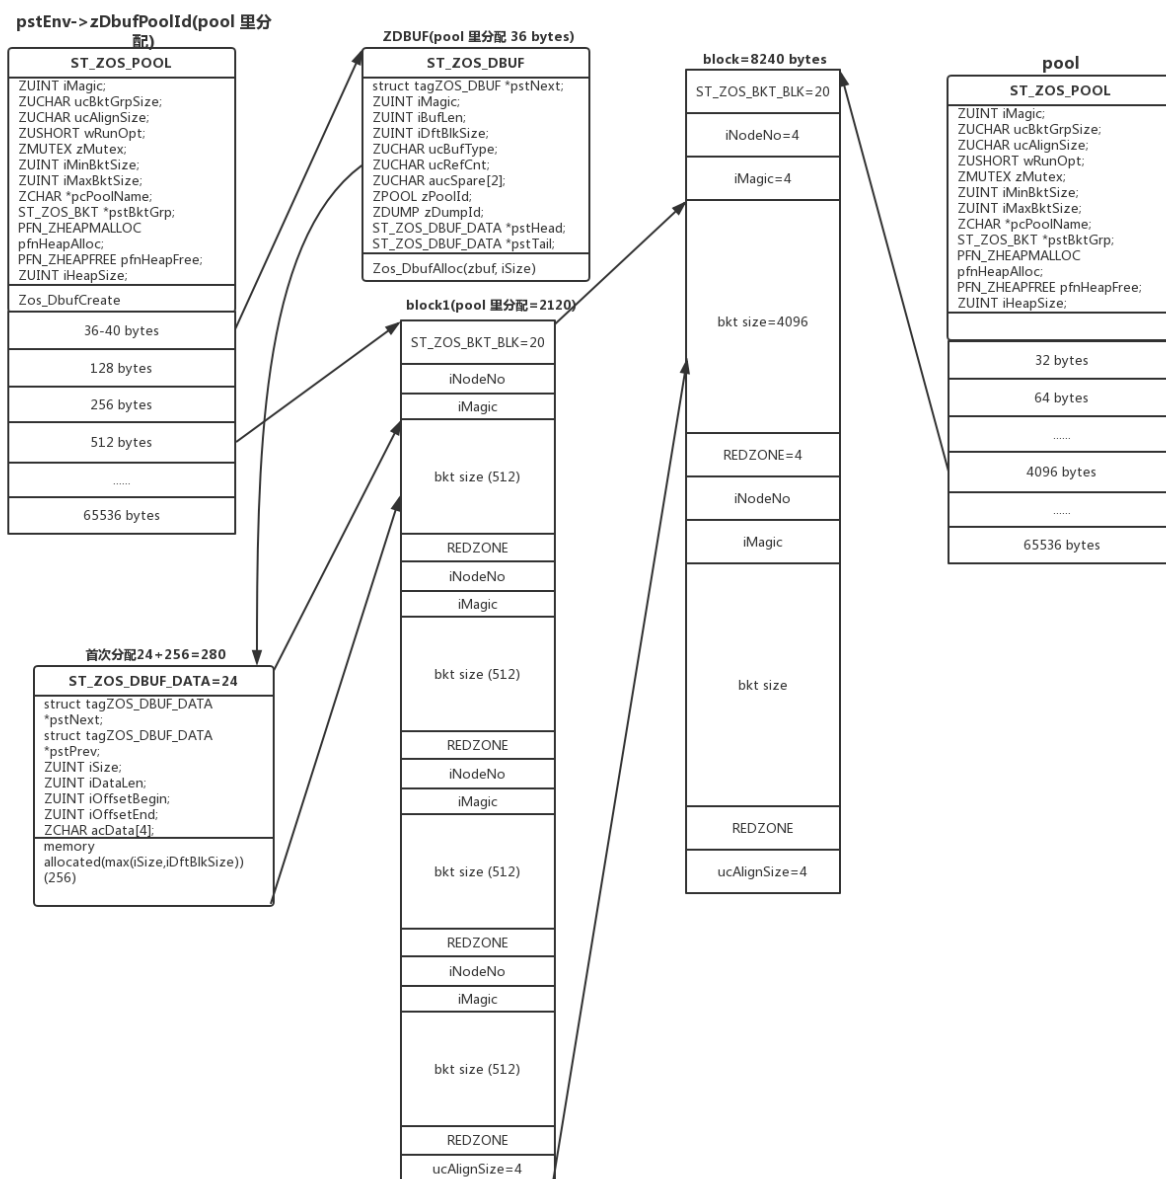 pstEnv->zDbufPoolId(pool 里分
配)
ST_ZOS_POOL
ZUINT iMagic;
ZUCHAR ucBktGrpSize;
ZUCHAR ucAlignSize;
ZUSHORT wRunOpt;
ZMUTEX zMutex;
ZUINT iMinBktSize;
ZUINT iMaxBktSize;
ZCHAR *pcPoolName;
ST_ZOS_BKT *pstBktGrp;
PFN_ZHEAPMALLOC
pfnHeapAlloc;
PFN_ZHEAPFREE pfnHeapFree;
ZUINT iHeapSize;
Zos_DbufCreate
36-40 bytes
128 bytes
256 bytes
512 bytes
......
65536 bytes
ZDBUF(pool 里分配 36 bytes)
ST_ZOS_DBUF
struct tagZOS_DBUF *pstNext;
ZUINT iMagic;
ZUINT iBufLen;
ZUINT iDftBlkSize;
ZUCHAR ucBufType;
ZUCHAR ucRefCnt;
ZUCHAR aucSpare[2];
ZPOOL zPoolId;
ZDUMP zDumpId;
ST_ZOS_DBUF_DATA *pstHead;
ST_ZOS_DBUF_DATA *pstTail;
Zos_DbufAlloc(zbuf, iSize)
首次分配24+256=280
ST_ZOS_DBUF_DATA=24
struct tagZOS_DBUF_DATA
*pstNext;
struct tagZOS_DBUF_DATA
*pstPrev;
ZUINT iSize;
ZUINT iDataLen;
ZUINT iOffsetBegin;
ZUINT iOffsetEnd;
ZCHAR acData[4];
memory
allocated(max(iSize,iDftBlkSize))
(256)
block1(pool 里分配=2120)
ST_ZOS_BKT_BLK=20
iNodeNo
iMagic
bkt size (512)
REDZONE
iNodeNo
iMagic
bkt size (512)
REDZONE
iNodeNo
iMagic
bkt size (512)
REDZONE
iNodeNo
iMagic
bkt size (512)
REDZONE
ucAlignSize=4
block=8240 bytes
ST_ZOS_BKT_BLK=20
iNodeNo=4
iMagic=4
bkt size=4096
REDZONE=4
iNodeNo
iMagic
bkt size
REDZONE
ucAlignSize=4
pool
ST_ZOS_POOL
ZUINT iMagic;
ZUCHAR ucBktGrpSize;
ZUCHAR ucAlignSize;
ZUSHORT wRunOpt;
ZMUTEX zMutex;
ZUINT iMinBktSize;
ZUINT iMaxBktSize;
ZCHAR *pcPoolName;
ST_ZOS_BKT *pstBktGrp;
PFN_ZHEAPMALLOC
pfnHeapAlloc;
PFN_ZHEAPFREE pfnHeapFree;
ZUINT iHeapSize;
32 bytes
64 bytes
......
4096 bytes
......
65536 bytes